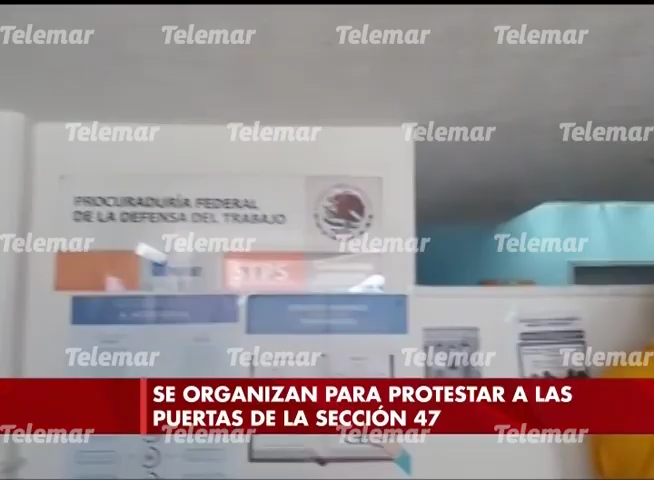 Telemar Telemar Telemar Telemar
Telemar Telemar Telemar Telemar
PROCURADURÍA FEDERAL
DE LA DEFENSA DEL TRABAJO
Telemar Telemar Telemar Telemar
STPS
Telemar Telemar Telemar Telemar
SE ORGANIZAN PARA PROTESTAR A LAS
PUERTAS DE LA SECCIÓN 47
Telemar Telemar Telemar Telemar